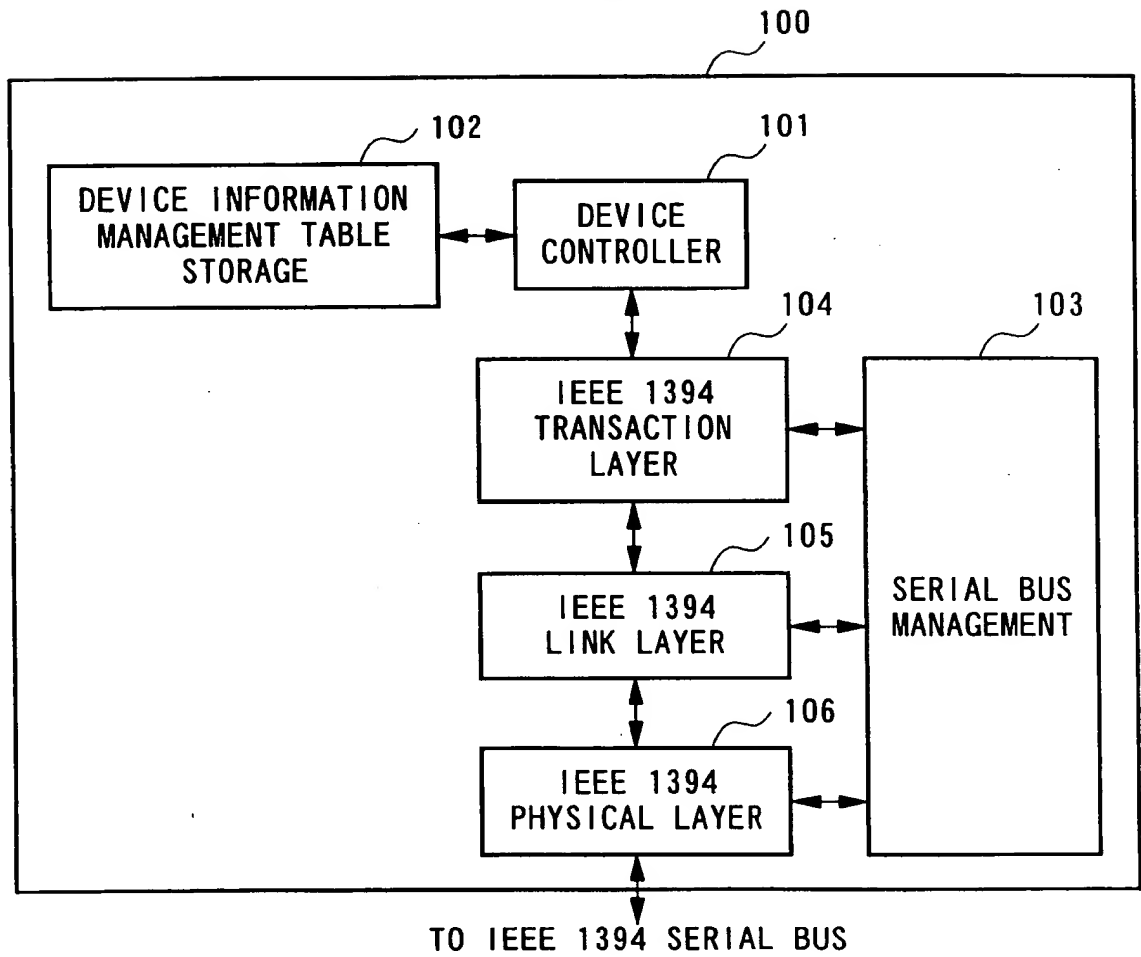 100
102
101
DEVICE INFORMATION
MANAGEMENT TABLE
STORAGE
DEVICE
CONTROLLER
104
103
IEEE 1394
TRANSACTION
LAYER
105
IEEE 1394
LINK LAYER
SERIAL BUS
MANAGEMENT
106
IEEE 1394
PHYSICAL LAYER
TO IEEE 1394 SERIAL BUS